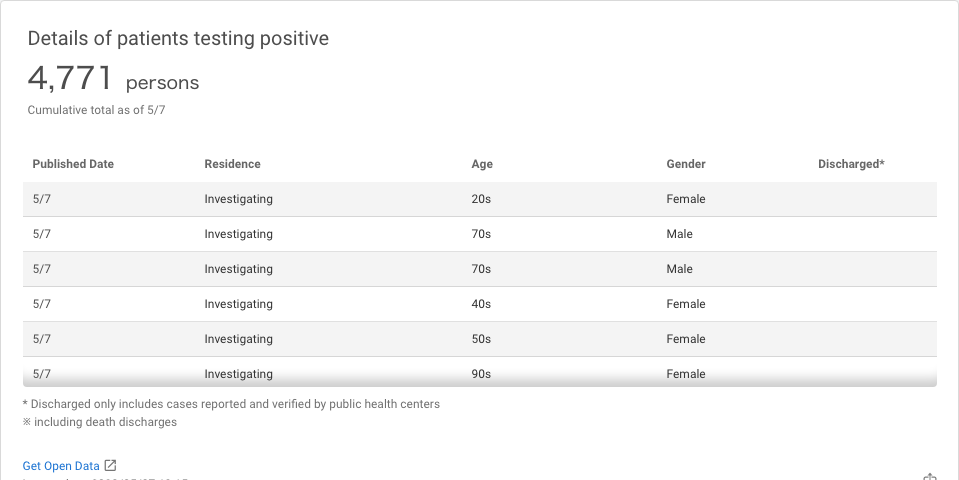 Details of patients testing positive
4,771 persons
Cumulative total as of 5/7
Published Date Residence Age Gender Discharged*
5/7 Investigating 20s Female
5/7 Investigating 70s Male
5/7 Investigating 70s Male
5/7 Investigating 40s Female
5/7 Investigating 50s Female
5/7 Investigating 90s Female
* Discharged only includes cases reported and verified by public health centers
※ including death discharges
Get Open Data